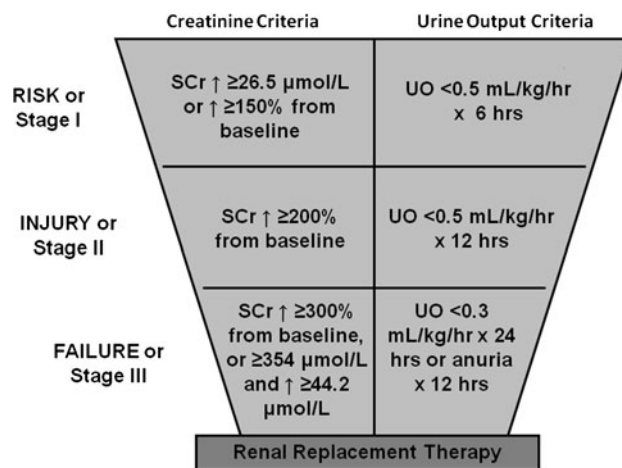 Creatinine Criteria
Urine Output Criteria
RISK or
Stage I
SCr ↑ ≥26.5 µmol/L
or ↑ ≥150% from
baseline
UO <0.5 mL/kg/hr
x 6 hrs
INJURY or
Stage II
SCr ↑ ≥200%
from baseline
UO <0.5 mL/kg/hr
x 12 hrs
FAILURE or
Stage III
SCr ↑ ≥300%
from baseline,
or ≥354 µmol/L
and ↑ ≥44.2
µmol/L
UO <0.3
mL/kg/hr x 24
hrs or anuria
x 12 hrs
Renal Replacement Therapy